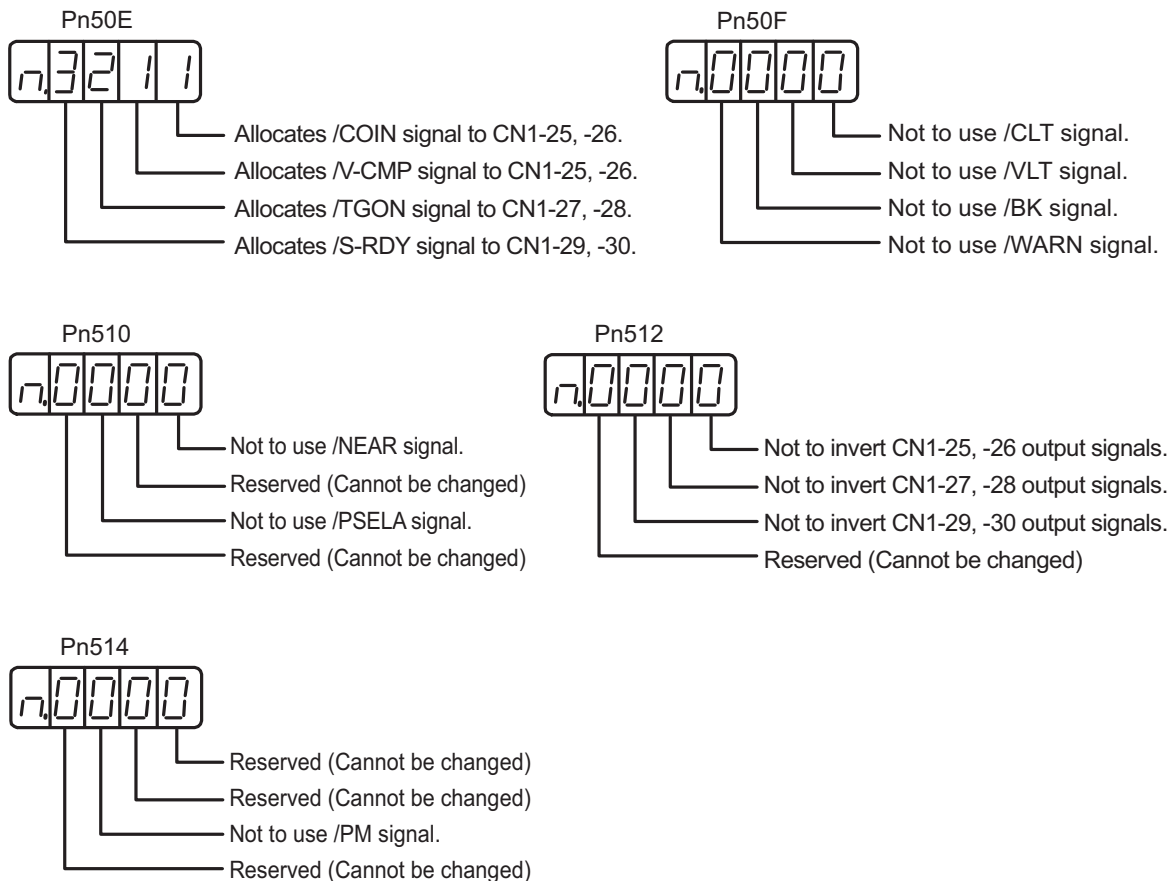 Pn50E
n.3211
Allocates /COIN signal to CN1-25, -26.
Allocates /V-CMP signal to CN1-25, -26.
Allocates /TGON signal to CN1-27, -28.
Allocates /S-RDY signal to CN1-29, -30.
Pn50F
n.0000
Not to use /CLT signal.
Not to use /VLT signal.
Not to use /BK signal.
Not to use /WARN signal.
Pn510
n.0000
Not to use /NEAR signal.
Reserved (Cannot be changed)
Not to use /PSELA signal.
Reserved (Cannot be changed)
Pn512
n.0000
Not to invert CN1-25, -26 output signals.
Not to invert CN1-27, -28 output signals.
Not to invert CN1-29, -30 output signals.
Reserved (Cannot be changed)
Pn514
n.0000
Reserved (Cannot be changed)
Reserved (Cannot be changed)
Not to use /PM signal.
Reserved (Cannot be changed)